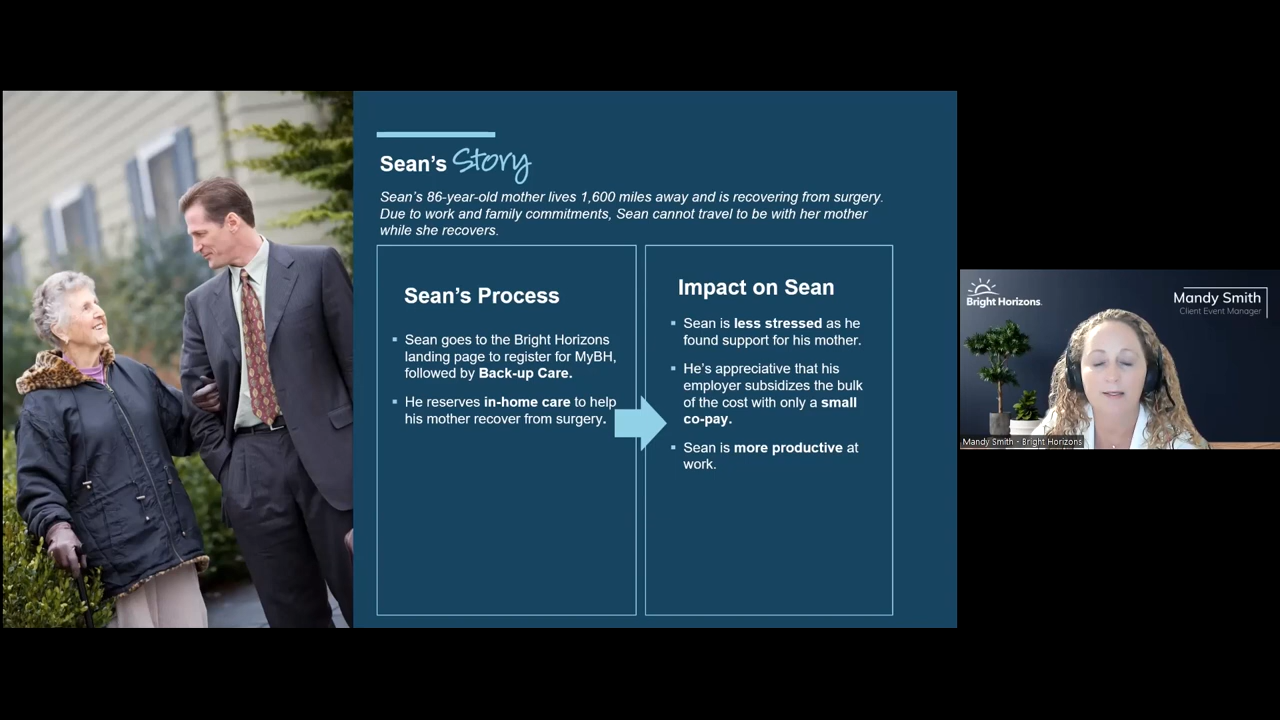 Sean's Story
Sean's 86-year-old mother lives 1,600 miles away and is recovering from surgery.
Due to work and family commitments, Sean cannot travel to be with her mother
while she recovers.
Sean's Process
Sean goes to the Bright Horizons
landing page to register for MyBH,
followed by Back-up Care.
He reserves in-home care to help
his mother recover from surgery.
Impact on Sean
Sean is less stressed as he
found support for his mother.
He's appreciative that his
employer subsidizes the bulk
of the cost with only a small
co-pay.
Sean is more productive at
work.
Bright Horizons.
Mandy Smith
Client Event Manager
Mandy Smith - Bright Horizons